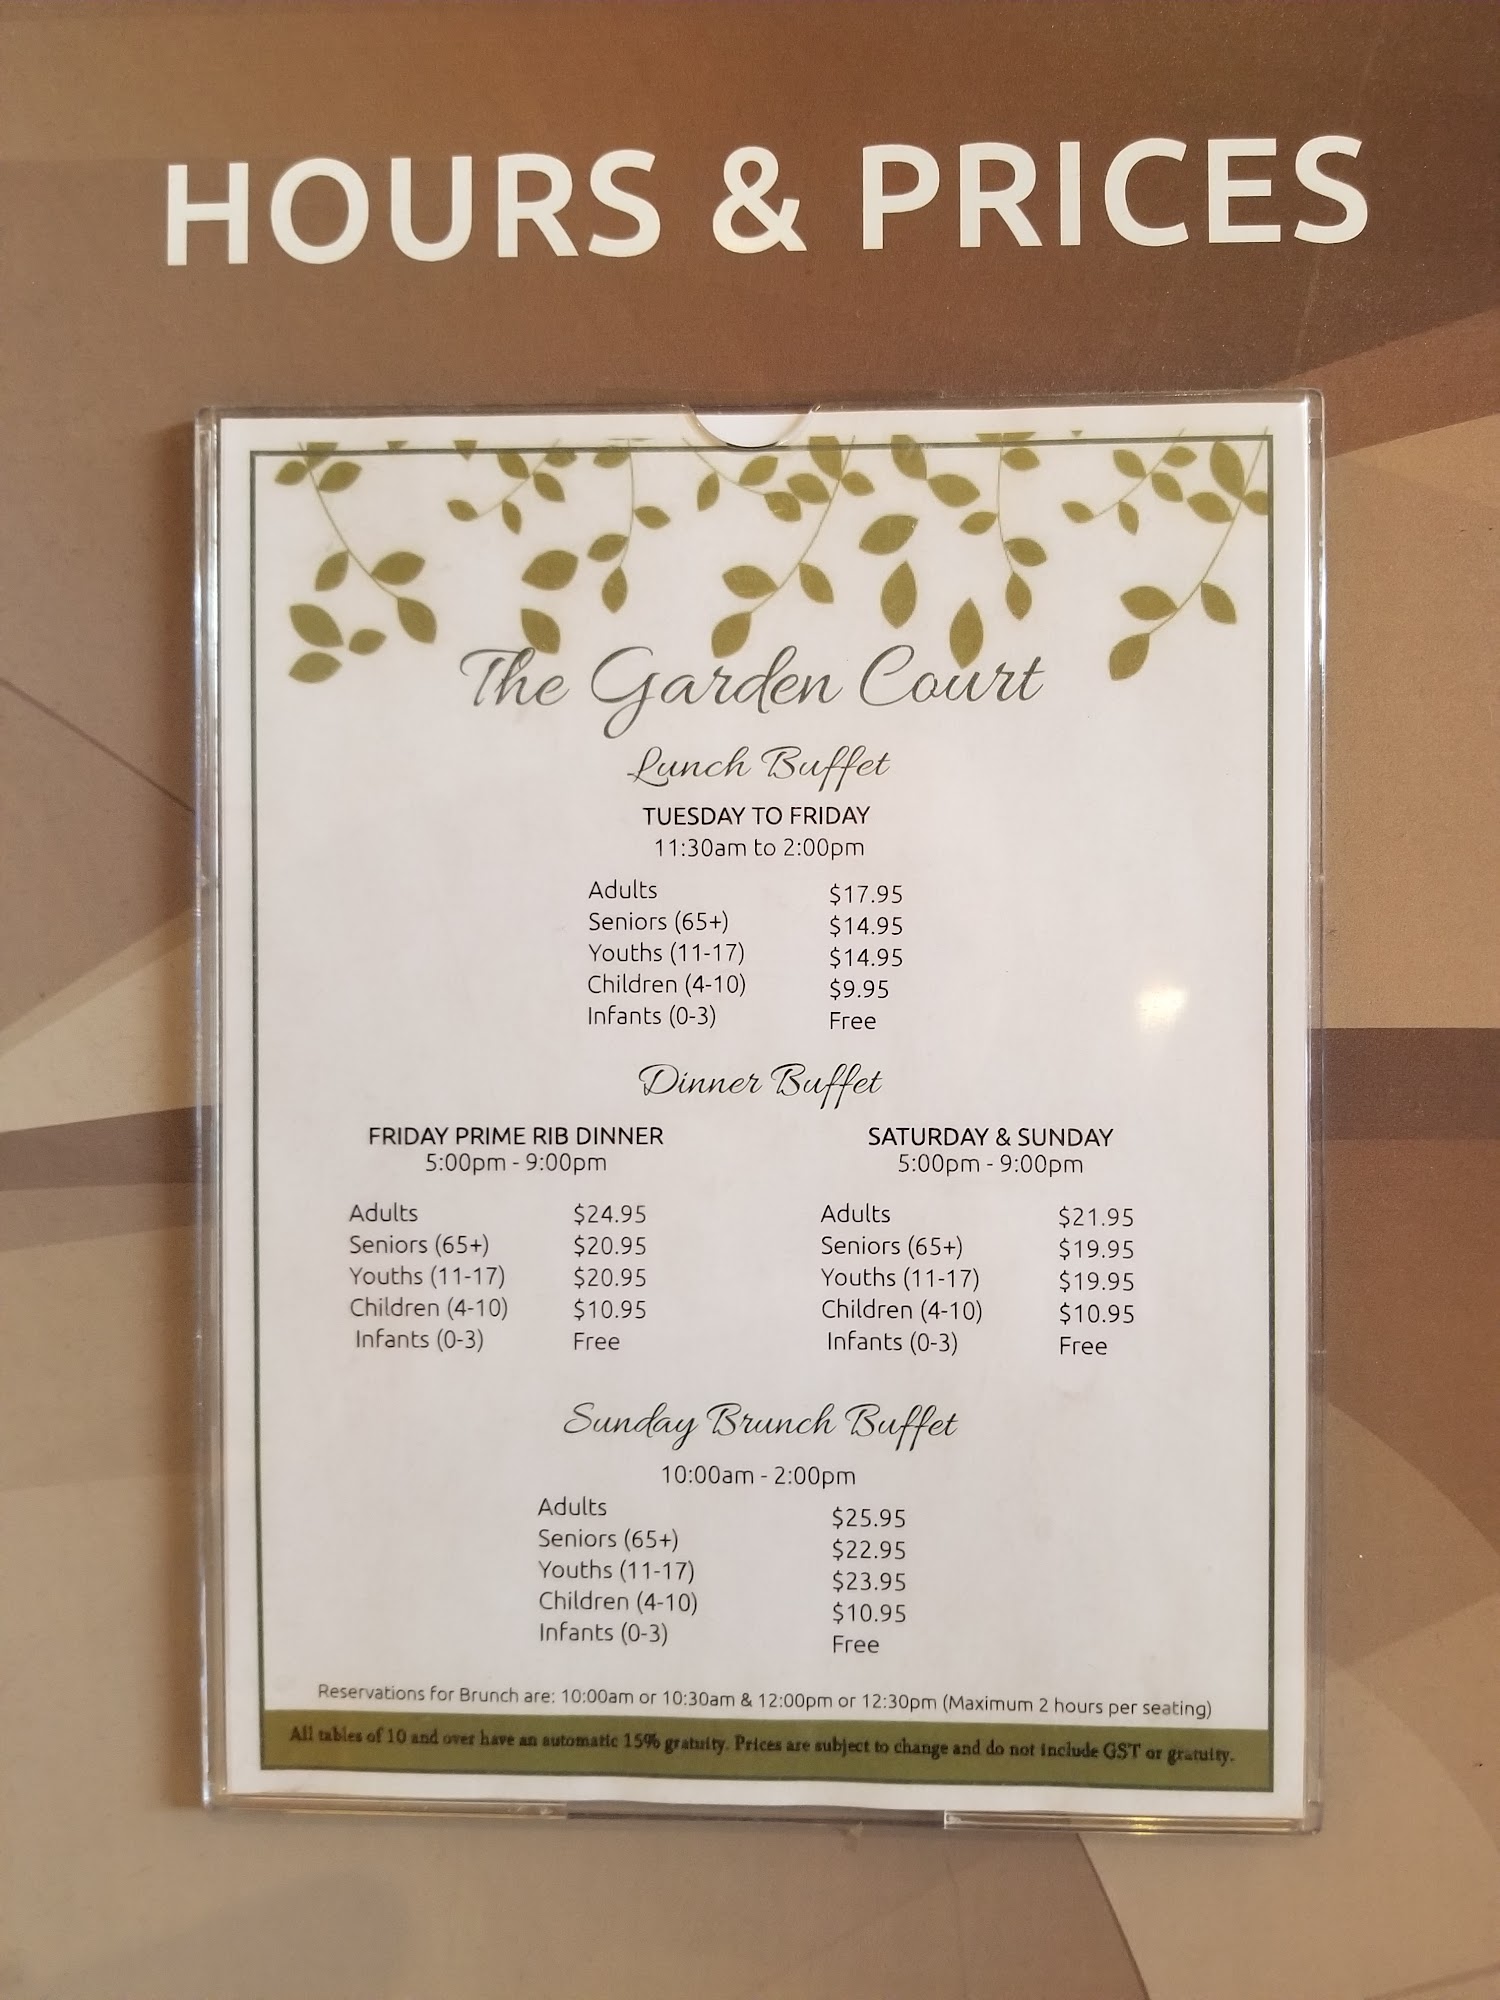 HOURS & PRICES
The Garden Court
Lunch Buffet
TUESDAY TO FRIDAY
11:30am to 2:00pm
Adults $17.95
Seniors (65+) $14.95
Youths (11-17) $14.95
Children (4-10) $9.95
Infants (0-3) Free
Dinner Buffet
FRIDAY PRIME RIB DINNER
5:00pm - 9:00pm
Adults $24.95
Seniors (65+) $20.95
Youths (11-17) $20.95
Children (4-10) $10.95
Infants (0-3) Free
SATURDAY & SUNDAY
5:00pm - 9:00pm
Adults $21.95
Seniors (65+) $19.95
Youths (11-17) $19.95
Children (4-10) $10.95
Infants (0-3) Free
Sunday Brunch Buffet
10:00am - 2:00pm
Adults $25.95
Seniors (65+) $22.95
Youths (11-17) $23.95
Children (4-10) $10.95
Infants (0-3) Free
Reservations for Brunch are: 10:00am or 10:30am & 12:00pm or 12:30pm (Maximum 2 hours per seating)
All tables of 10 and over have an automatic 15% gratuity. Prices are subject to change and do not include GST or gratuity.